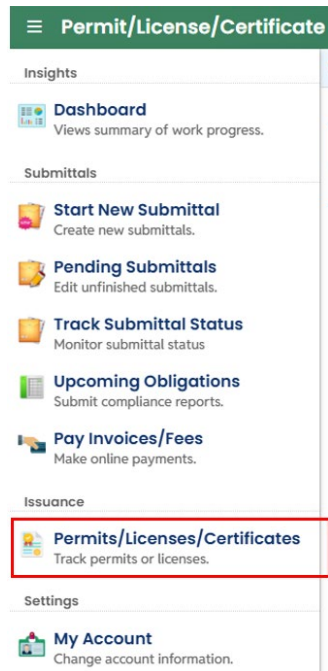 Permit/License/Certificate
Insights
Dashboard
Views summary of work progress.
Submittals
Start New Submittal
Create new submittals.
Pending Submittals
Edit unfinished submittals.
Track Submittal Status
Monitor submittal status
Upcoming Obligations
Submit compliance reports.
Pay Invoices/Fees
Make online payments.
Issuance
Permits/Licenses/Certificates
Track permits or licenses.
Settings
My Account
Change account information.